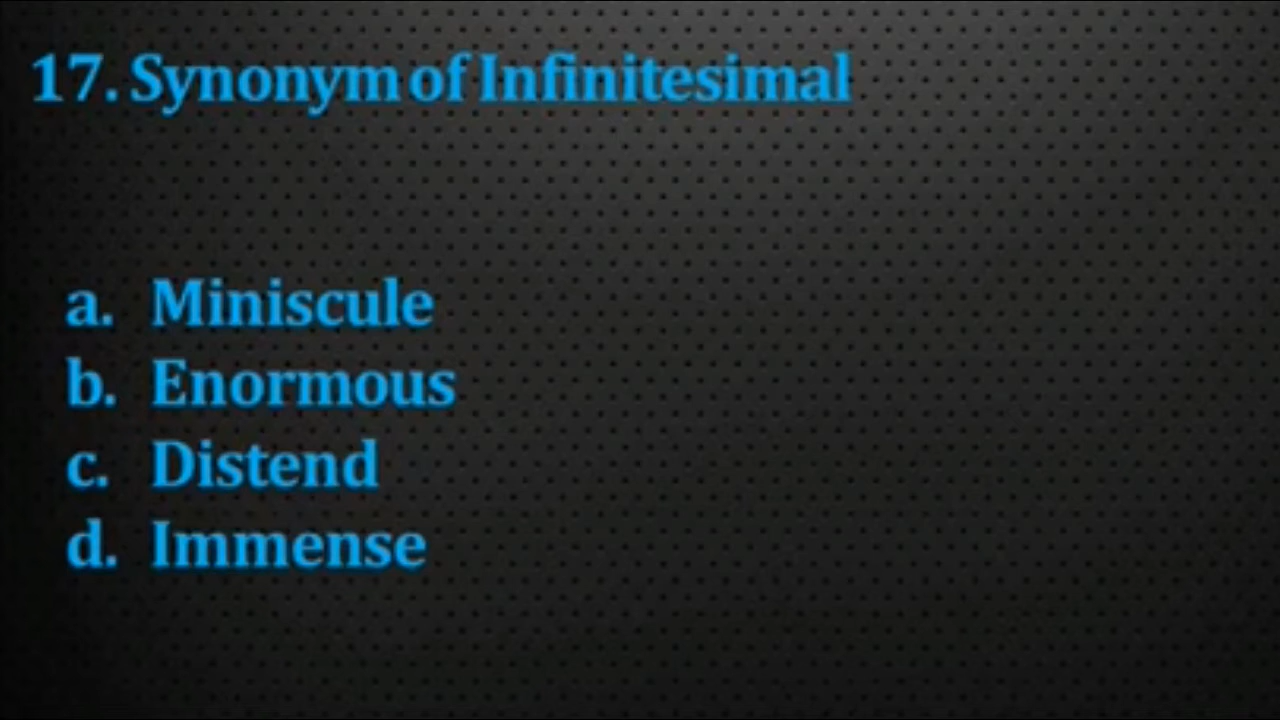 17. Synonym of Infinitesimal
a. Miniscule
b. Enormous
c. Distend
d. Immense